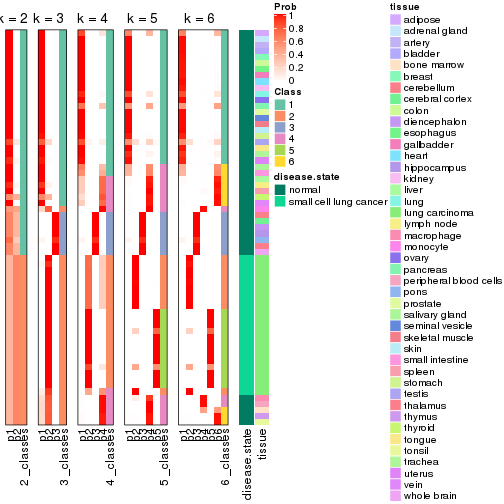 k = 2
k = 3
k = 4
k = 5
k = 6
p1
p2
2_classes
p1
p2
p3
3_classes
p1
p2
p3
p4
4_classes
p1
p2
p3
p4
p5
5_classes
p1
p2
p3
p4
p5
p6
6_classes
disease.state
tissue
Prob
1
0.8
0.6
0.4
0.2
0
Class
1
2
3
4
5
6
disease.state
normal
small cell lung cancer
tissue
adipose
adrenal gland
artery
bladder
bone marrow
breast
cerebellum
cerebral cortex
colon
diencephalon
esophagus
gallbladder
heart
hippocampus
kidney
liver
lung
lung carcinoma
lymph node
macrophage
monocyte
ovary
pancreas
peripheral blood cells
pons
prostate
salivary gland
seminal vesicle
skeletal muscle
skin
small intestine
spleen
stomach
testis
thalamus
thymus
thyroid
tongue
tonsil
trachea
uterus
vein
whole brain